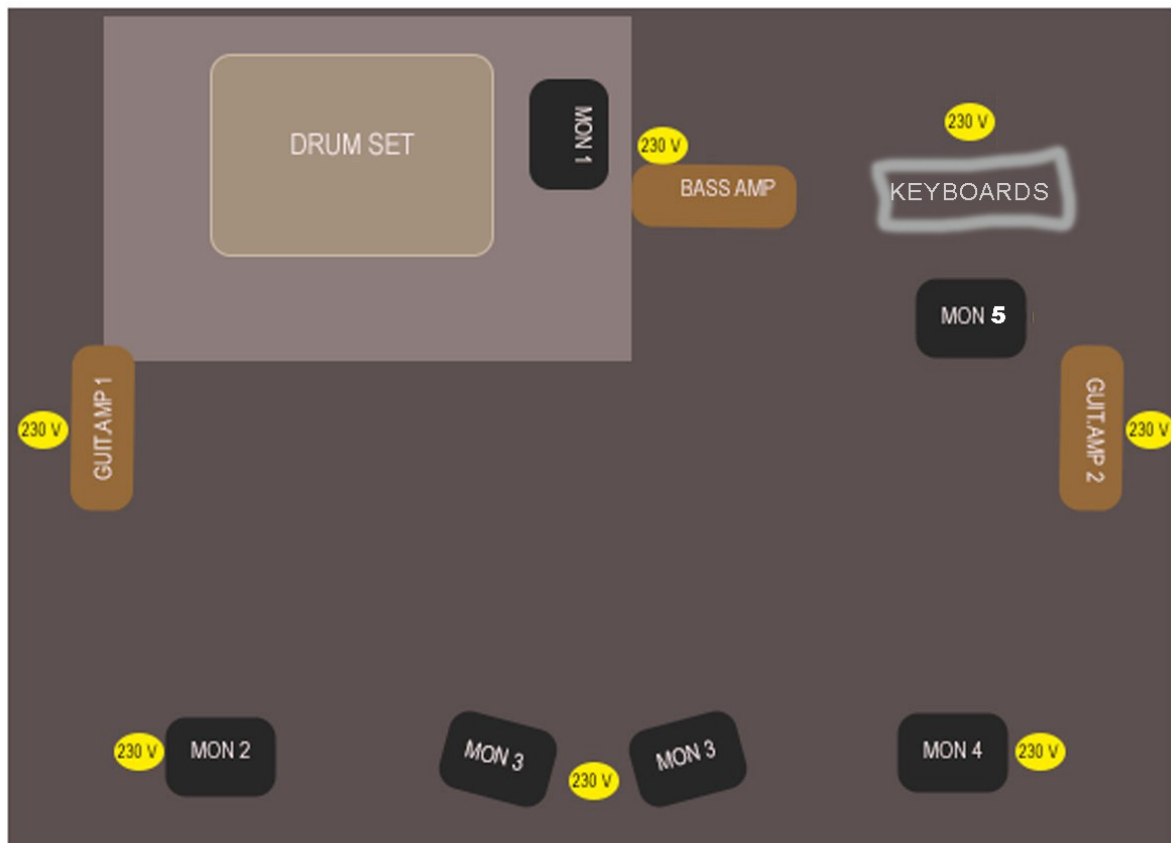 230 V
DRUM SET
MON 1
230 V
BASS AMP
KEYBOARDS
MON 5
GUIT.AMP 1
230 V
GUIT.AMP 2
230 V
230 V
MON 2
MON 3
230 V
MON 3
MON 4
230 V